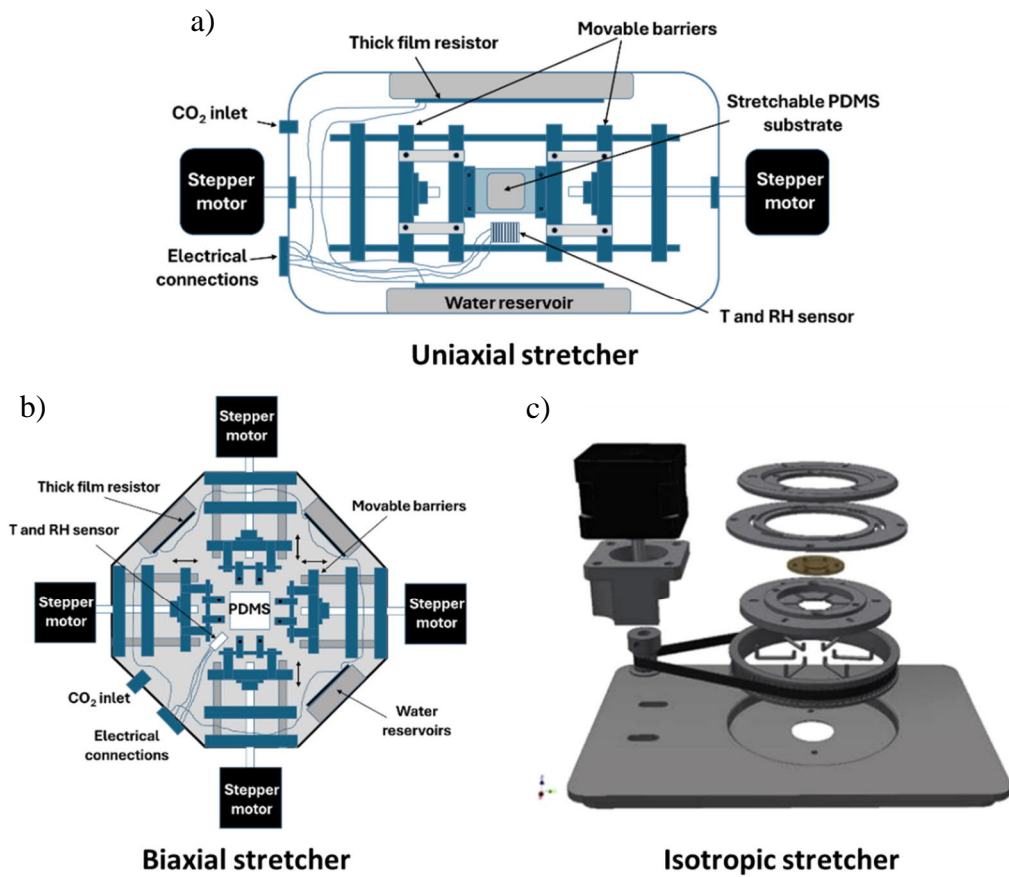 a)
Movable barriers
Thick film resistor
Stretchable PDMS
substrate
CO₂ inlet
Stepper
motor
Stepper
motor
Electrical
connections
Water reservoir
T and RH sensor
Uniaxial stretcher
b)
c)
Stepper
motor
Thick film resistor
T and RH sensor
Movable barriers
Stepper
motor
PDMS
Stepper
motor
CO₂ inlet
Electrical
connections
Water
reservoirs
Stepper
motor
Biaxial stretcher
Isotropic stretcher